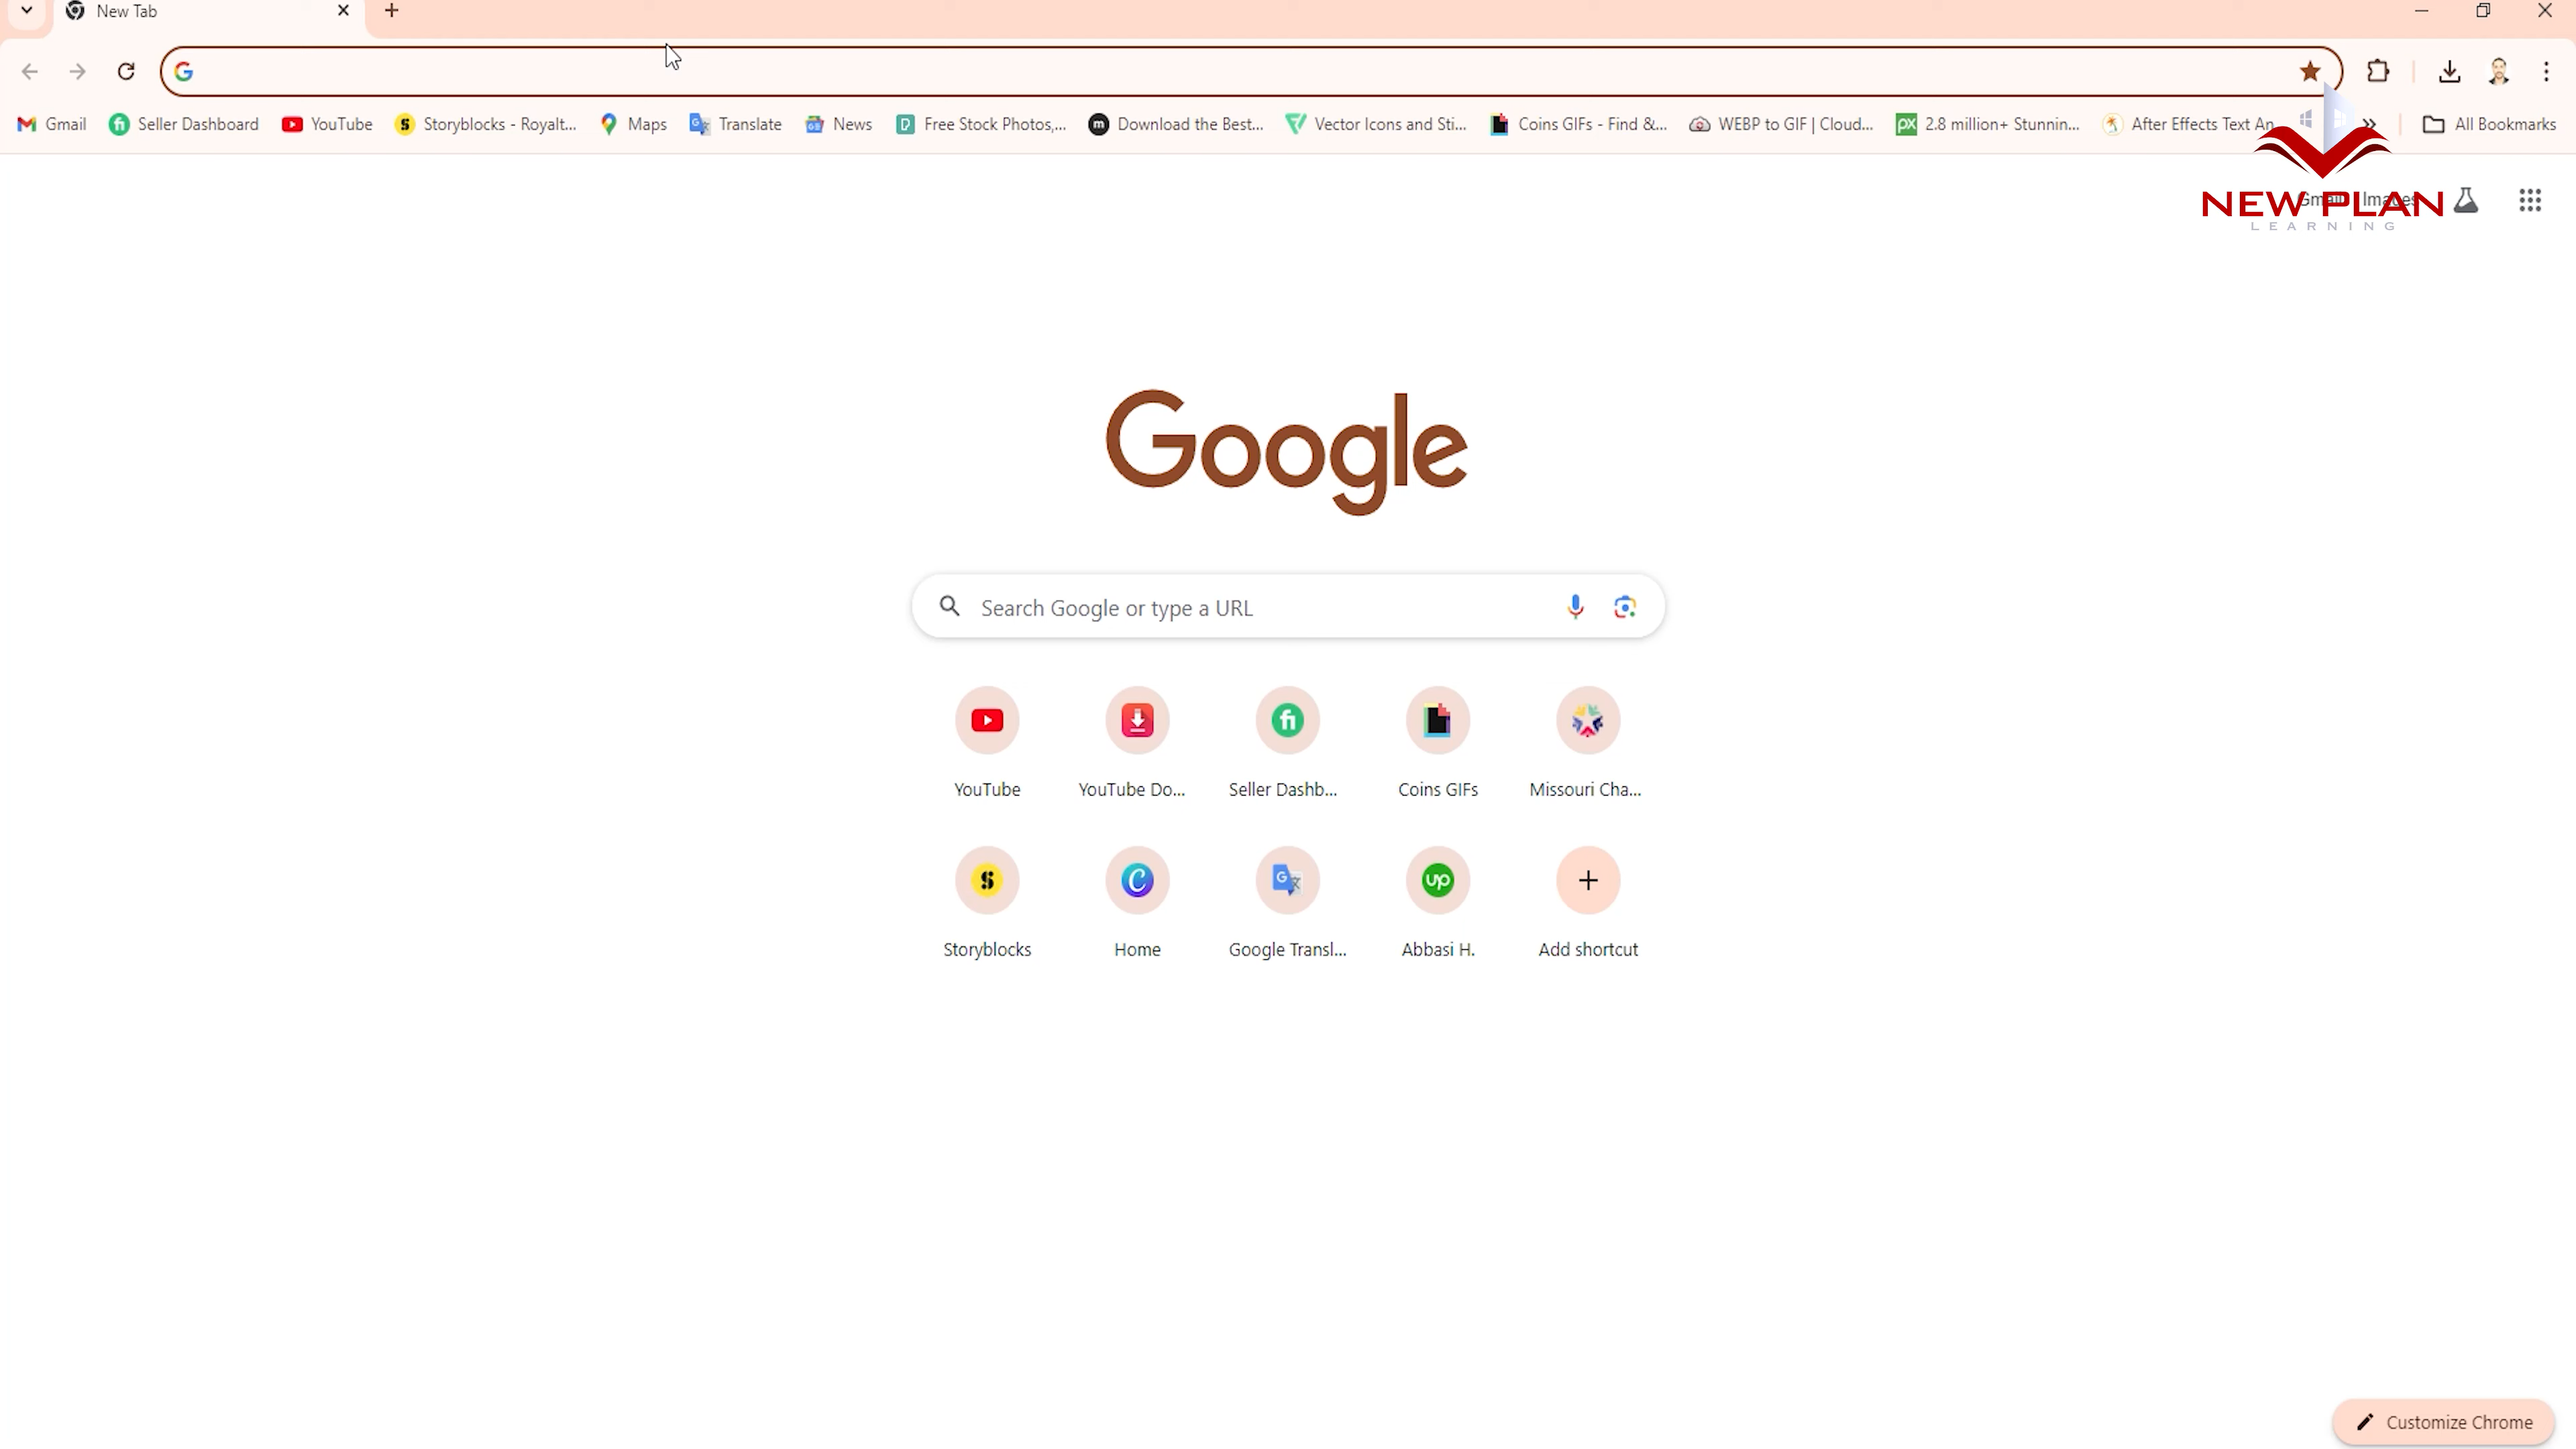 New Tab
Gmail Seller Dashboard YouTube Storyblocks - Royalt... Maps Translate News Free Stock Photos,... Download the Best... Vector Icons and Sti... Coins GIFs - Find &... WEBP to GIF | Cloud... 2.8 million+ Stunnin... After Effects Text An All Bookmarks
Gmail Images
NEW PLAN
LEARNING
Google
Search Google or type a URL
YouTube YouTube Do... Seller Dashb... Coins GIFs Missouri Cha...
Storyblocks Home Google Transl... Abbasi H. Add shortcut
Customize Chrome